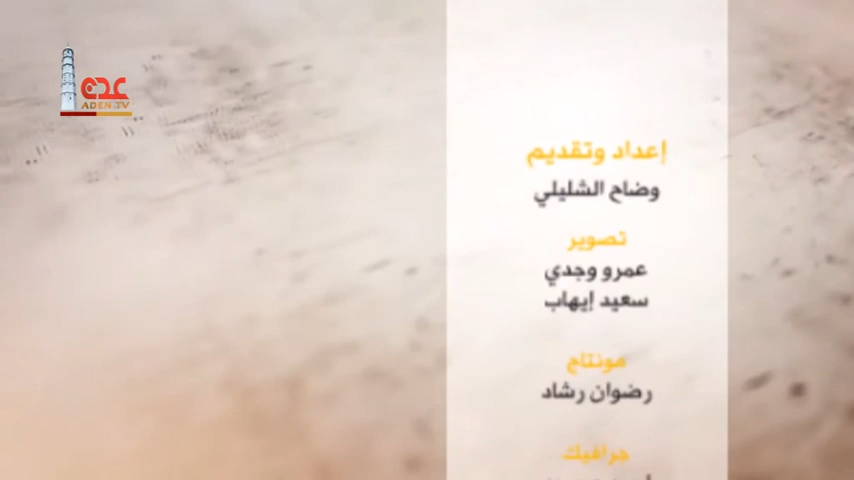 عدن
ADEN TV
إعداد وتقديم
وضاح الشليلي
تصوير
عمرو وجدي
سعيد إيهاب
مونتاج
رضوان رشاد
جرافيك